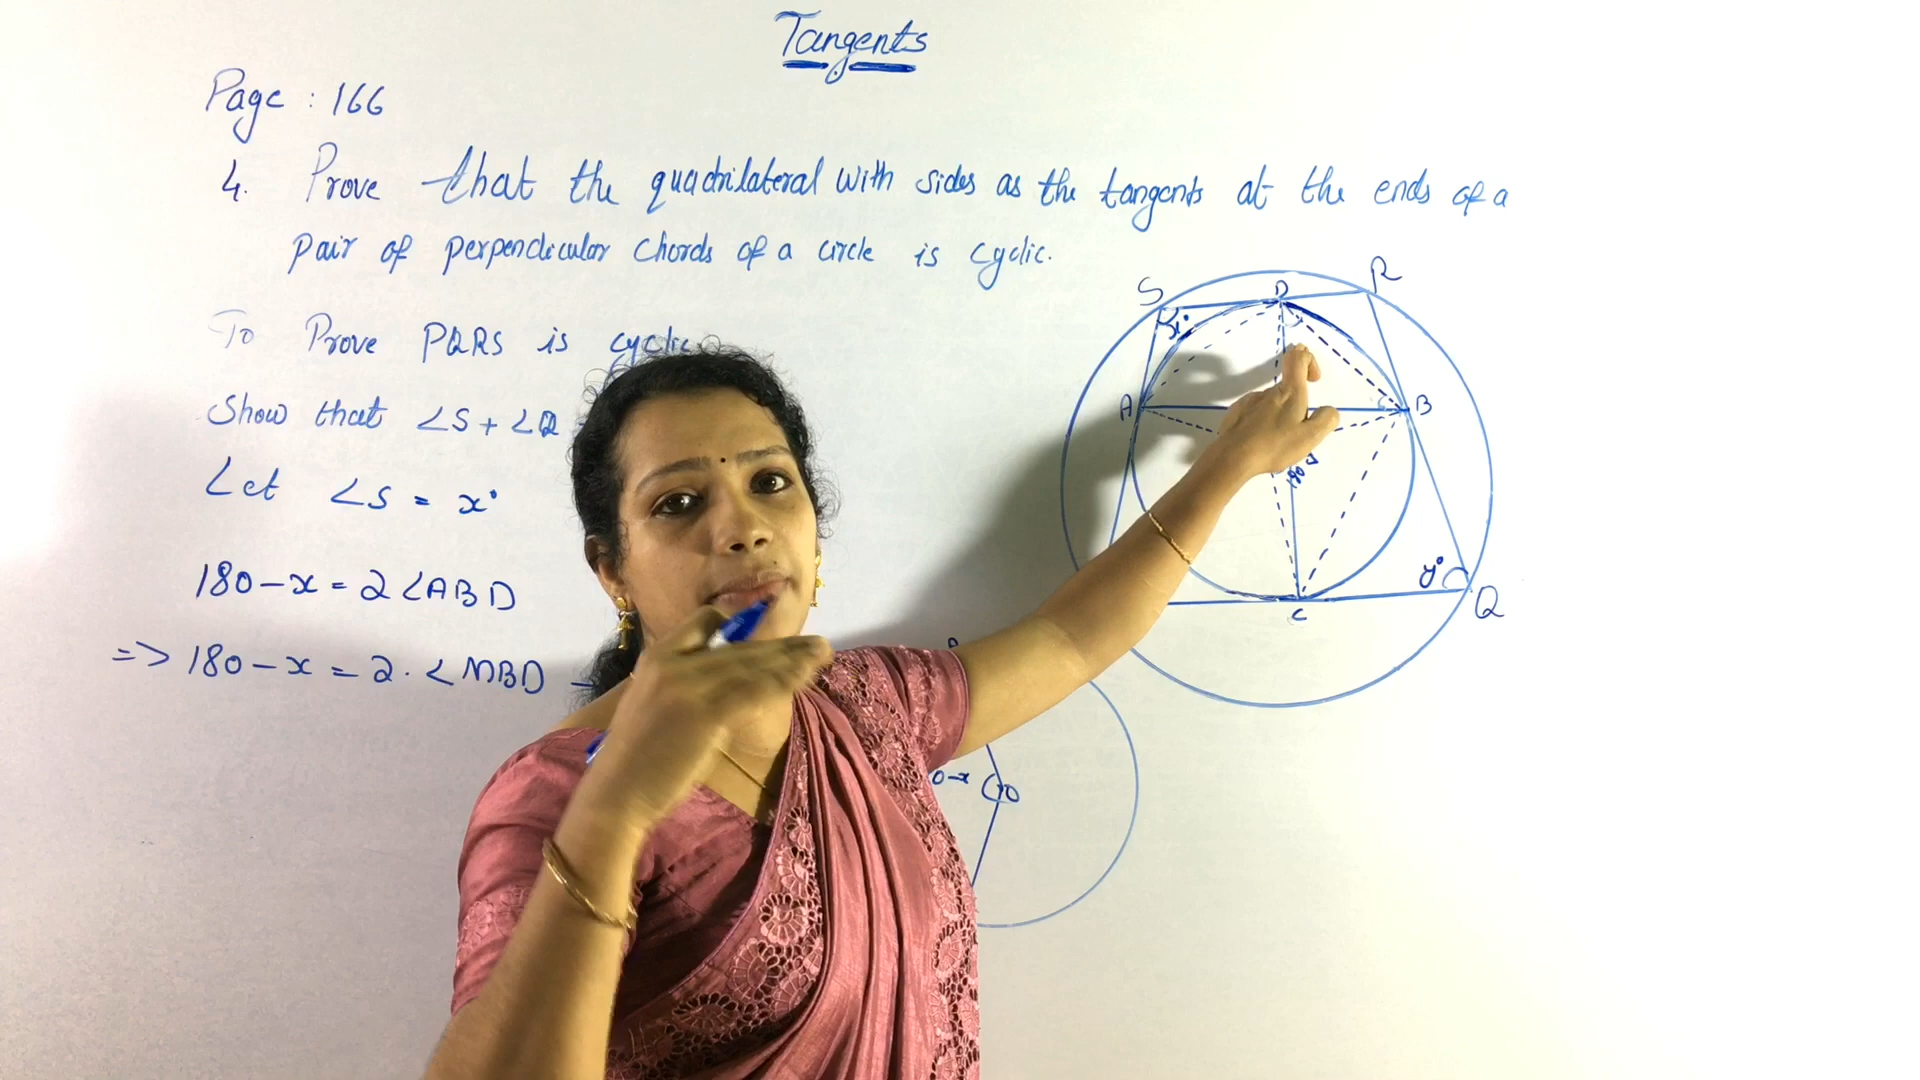 Tangents
Page : 166
4. Prove that the quadrilateral with sides as the tangents at the ends of a
pair of perpendicular chords of a circle is cyclic.
To Prove PQRS is cyclic
Show that ∠S + ∠Q
Let ∠S = x°
180 - x = 2 ∠ABD
=> 180 - x = 2. ∠MBD -
S
D
R
x°
A
B
180-y
y°
C
Q
A
0-x
O